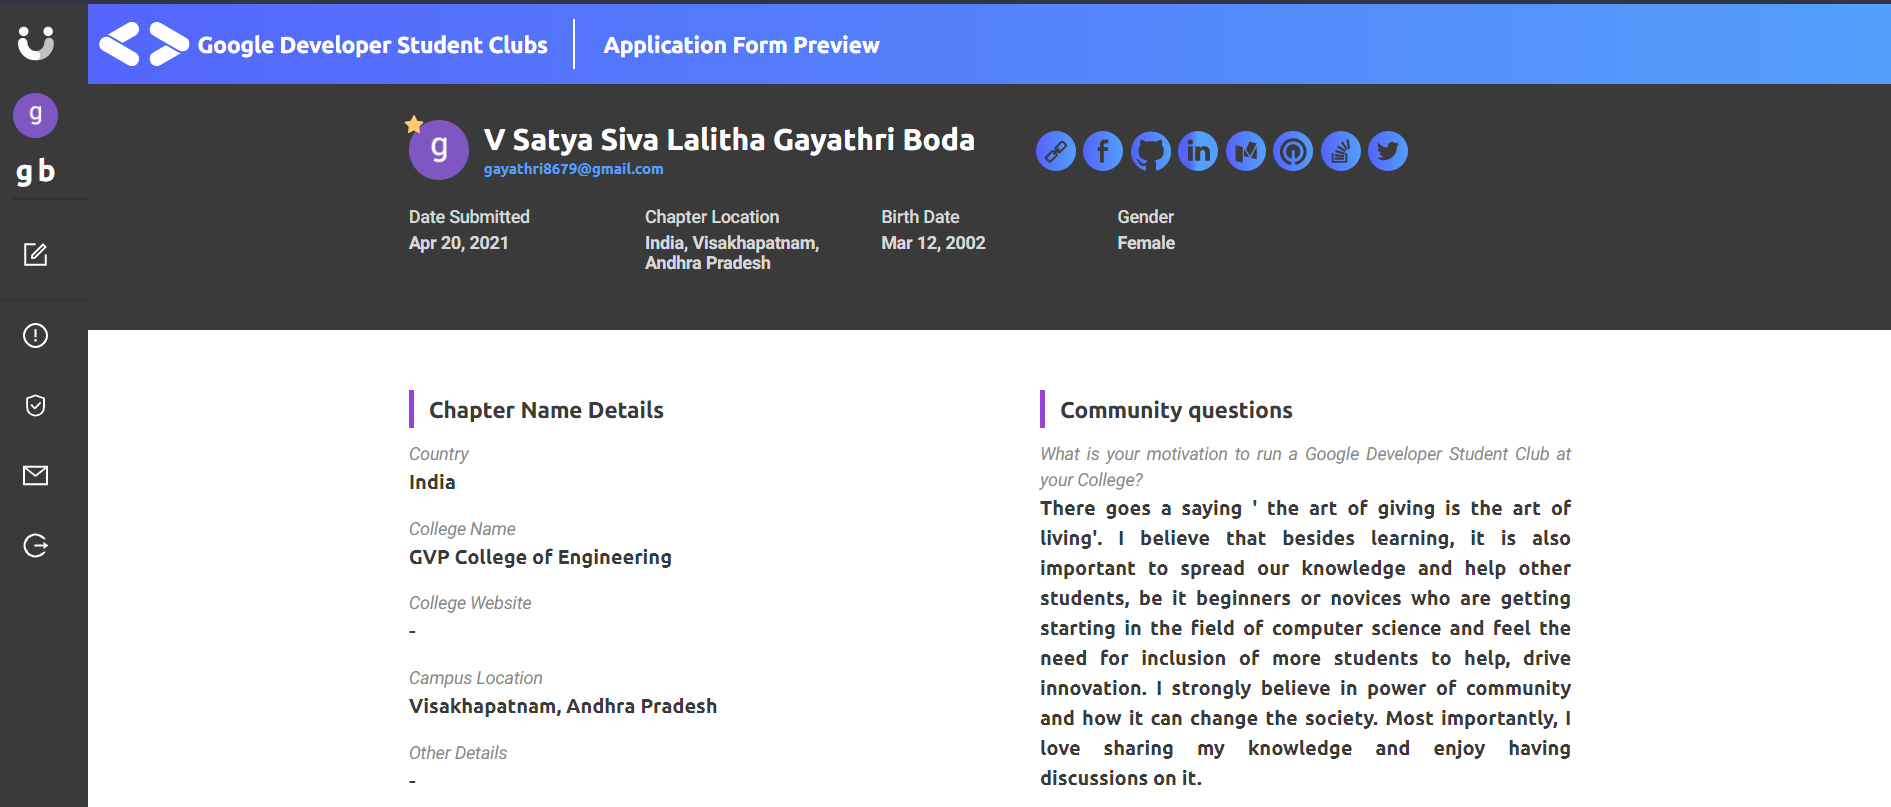 Google Developer Student Clubs
Application Form Preview
g
g b
g
V Satya Siva Lalitha Gayathri Boda
gayathri8679@gmail.com
Date Submitted
Apr 20, 2021
Chapter Location
India, Visakhapatnam,
Andhra Pradesh
Birth Date
Mar 12, 2002
Gender
Female
Chapter Name Details
Country
India
College Name
GVP College of Engineering
College Website
-
Campus Location
Visakhapatnam, Andhra Pradesh
Other Details
-
Community questions
What is your motivation to run a Google Developer Student Club at
your College?
There goes a saying ' the art of giving is the art of
living'. I believe that besides learning, it is also
important to spread our knowledge and help other
students, be it beginners or novices who are getting
starting in the field of computer science and feel the
need for inclusion of more students to help, drive
innovation. I strongly believe in power of community
and how it can change the society. Most importantly, I
love sharing my knowledge and enjoy having
discussions on it.